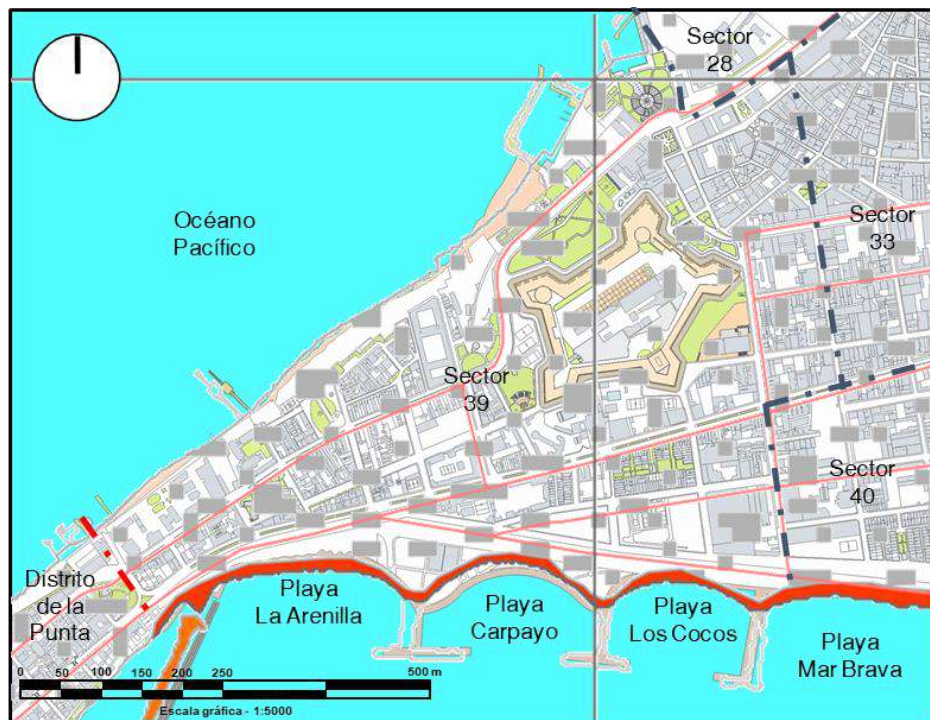 Sector
28
Océano
Pacífico
Sector
33
Sector
39
Sector
40
Distrito
de la
Punta
Playa
La Arenilla
Playa
Carpayo
Playa
Los Cocos
Playa
Mar Brava
0 50 100 150 200 250 500 m
Escala gráfica - 1:5000